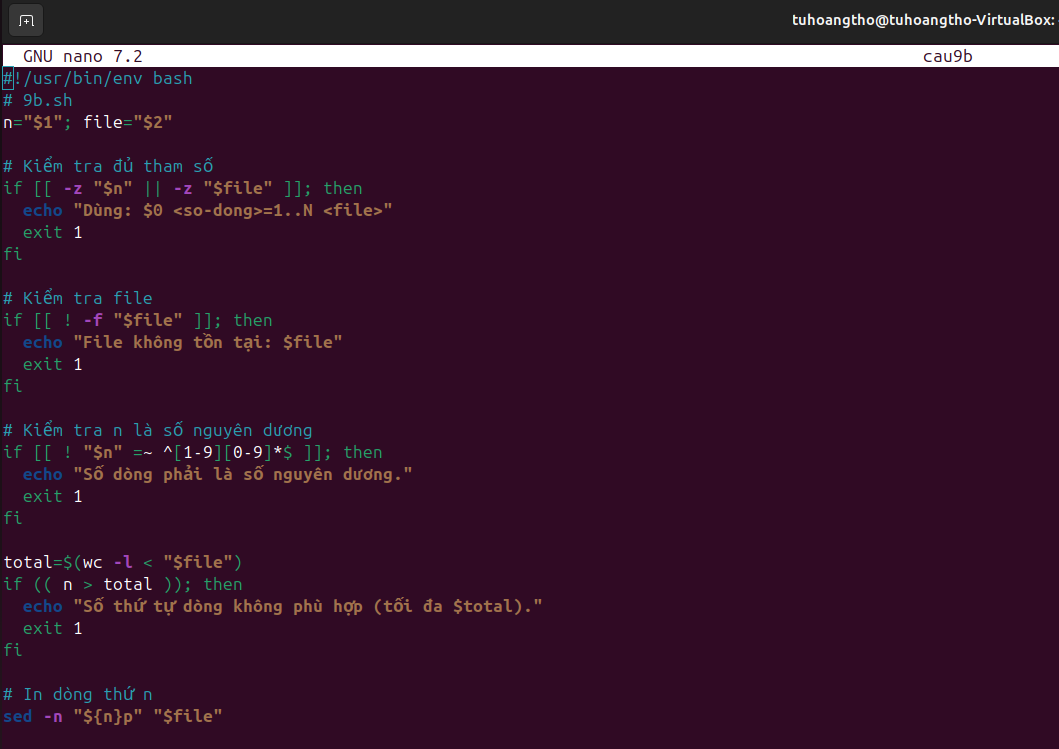 tuhoangtho@tuhoangtho-VirtualBox:
GNU nano 7.2 cau9b
#!/usr/bin/env bash
# 9b.sh
n="$1"; file="$2"

# Kiểm tra đủ tham số
if [[ -z "$n" || -z "$file" ]]; then
  echo "Dùng: $0 <so-dong>=1..N <file>"
  exit 1
fi

# Kiểm tra file
if [[ ! -f "$file" ]]; then
  echo "File không tồn tại: $file"
  exit 1
fi

# Kiểm tra n là số nguyên dương
if [[ ! "$n" =~ ^[1-9][0-9]*$ ]]; then
  echo "Số dòng phải là số nguyên dương."
  exit 1
fi

total=$(wc -l < "$file")
if (( n > total )); then
  echo "Số thứ tự dòng không phù hợp (tối đa $total)."
  exit 1
fi

# In dòng thứ n
sed -n "${n}p" "$file"